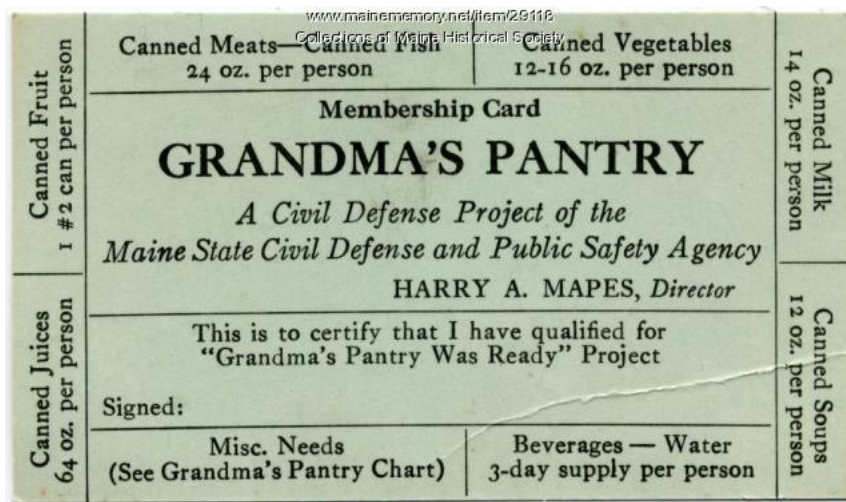 www.mainememory.net/item/29118
Collections of Maine Historical Society
Canned Meats—Canned Fish
24 oz. per person
Canned Vegetables
12-16 oz. per person
Canned Fruit
1 #2 can per person
Canned Milk
14 oz. per person
Membership Card
GRANDMA'S PANTRY
A Civil Defense Project of the
Maine State Civil Defense and Public Safety Agency
HARRY A. MAPES, Director
Canned Juices
64 oz. per person
Canned Soups
12 oz. per person
This is to certify that I have qualified for
"Grandma's Pantry Was Ready" Project
Signed:
Misc. Needs
(See Grandma's Pantry Chart)
Beverages — Water
3-day supply per person